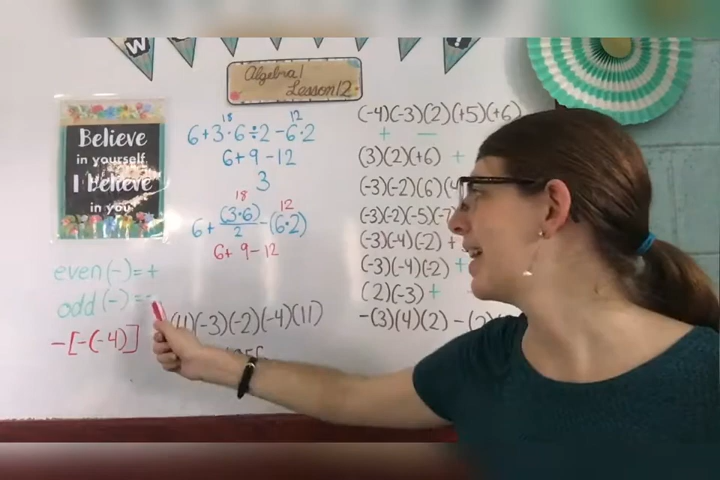 W
!
Algebra 1
Lesson 12
Believe
in yourself
I believe
in you
18 12
6+3·6÷2-6·2
6+9-12
3
18 12
6+(3·6)/2-(6·2)
6+9-12
even (-) = +
odd (-) = -
-[-(-4)]
(-3)(-2)(-4)(11)
(-4)(-3)(2)(+5)(+6)
+ -
(3)(2)(+6) +
(-3)(-2)(6)
(-3)(-2)(-5)
(-3)(-4)(-2) +
(-3)(-4)(-2) +
(2)(-3) +
-(3)(4)(2) -